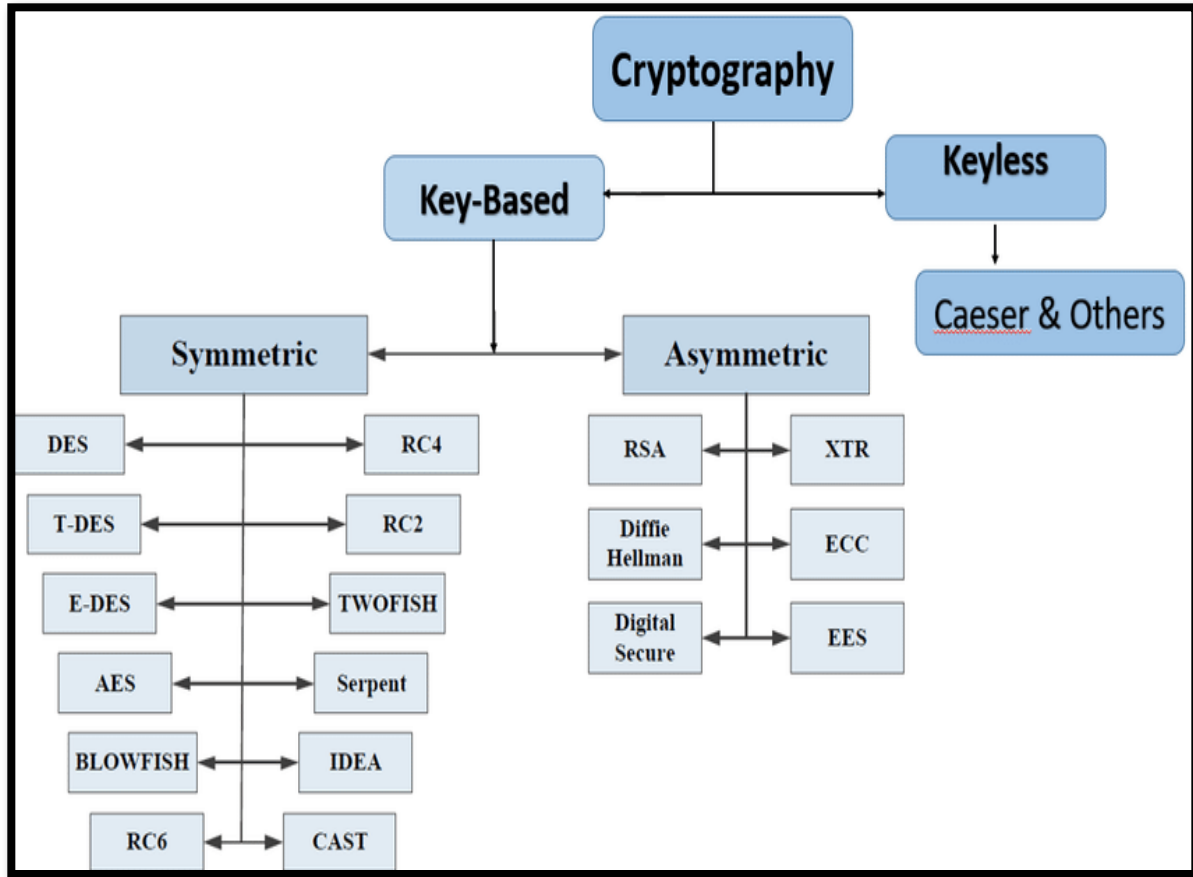 Cryptography
Keyless
Key-Based
Caeser & Others
Symmetric
Asymmetric
DES
RC4
RSA
XTR
T-DES
RC2
Diffie
Hellman
ECC
E-DES
TWOFISH
Digital
Secure
EES
AES
Serpent
BLOWFISH
IDEA
RC6
CAST